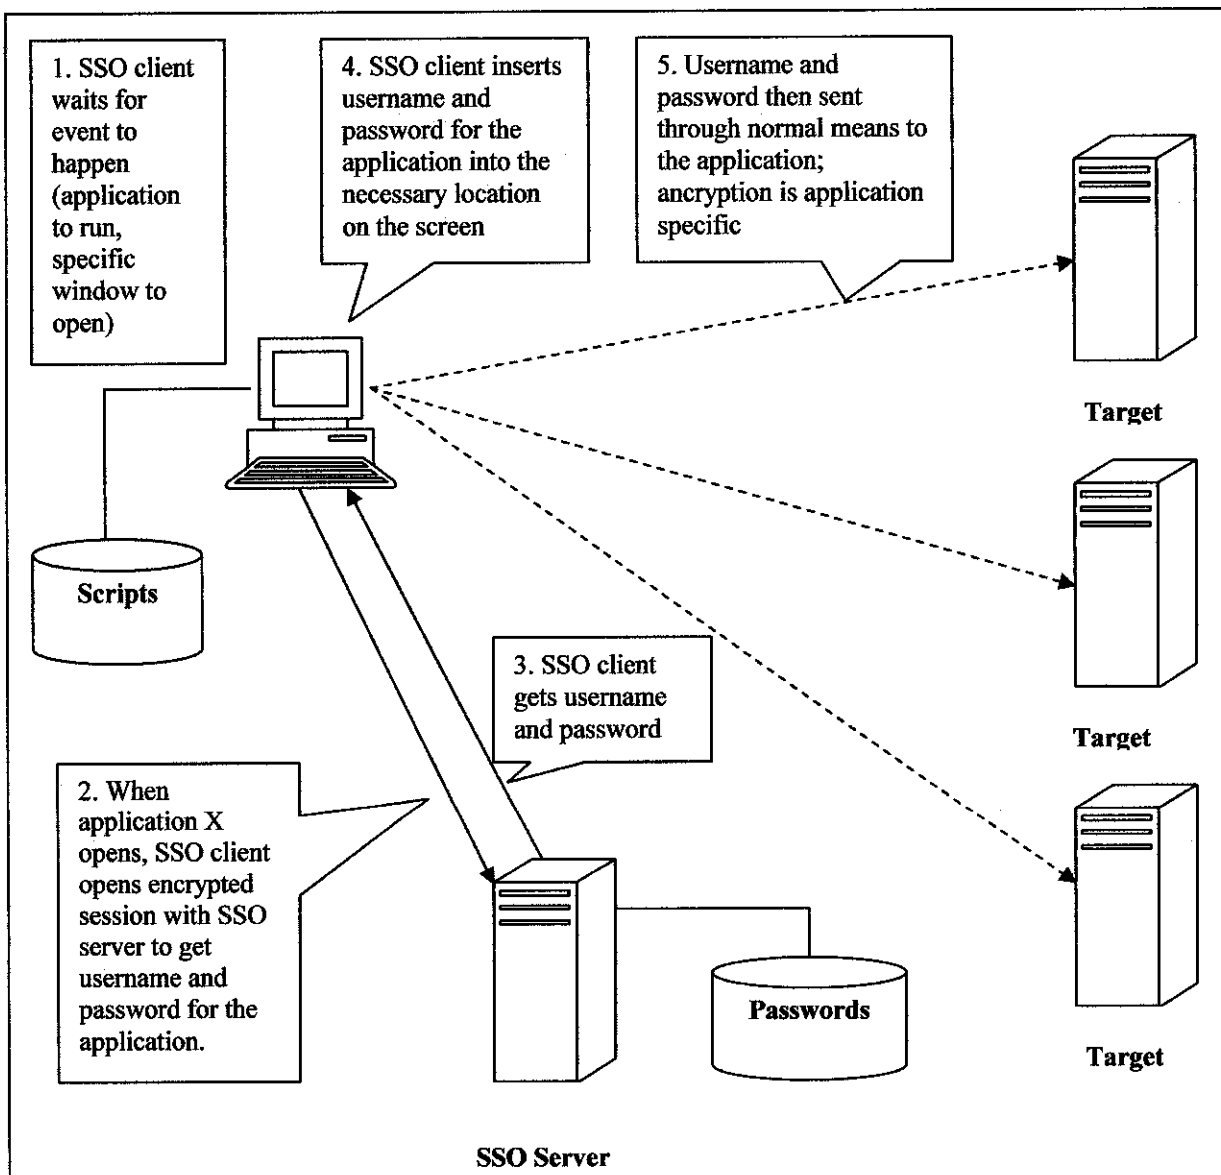 1. SSO client
waits for
event to
happen
(application
to run,
specific
window to
open)
4. SSO client inserts
username and
password for the
application into the
necessary location
on the screen
5. Username and
password then sent
through normal means to
the application;
ancryption is application
specific
Target
Scripts
Target
3. SSO client
gets username
and password
2. When
application X
opens, SSO client
opens encrypted
session with SSO
server to get
username and
password for the
application.
Passwords
Target
SSO Server